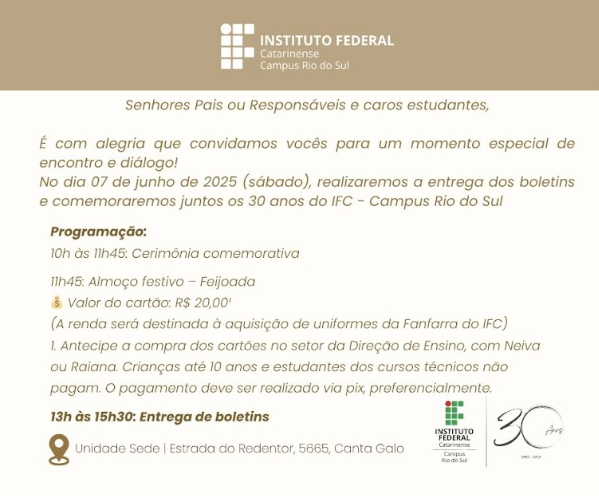 INSTITUTO FEDERAL
Catarinense
Campus Rio do Sul
Senhores Pais ou Responsáveis e caros estudantes,
É com alegria que convidamos vocês para um momento especial de
encontro e diálogo!
No dia 07 de junho de 2025 (sábado), realizaremos a entrega dos boletins
e comemoraremos juntos os 30 anos do IFC - Campus Rio do Sul
Programação:
10h às 11h45: Cerimônia comemorativa
11h45: Almoço festivo – Feijoada
Valor do cartão: R$ 20,00¹
(A renda será destinada à aquisição de uniformes da Fanfarra do IFC)
1. Antecipe a compra dos cartões no setor da Direção de Ensino, com Neiva
ou Raiana. Crianças até 10 anos e estudantes dos cursos técnicos não
pagam. O pagamento deve ser realizado via pix, preferencialmente.
13h às 15h30: Entrega de boletins
Unidade Sede | Estrada do Redentor, 5665, Canta Galo
INSTITUTO
FEDERAL
Catarinense
Campus
Rio do Sul
30 Anos